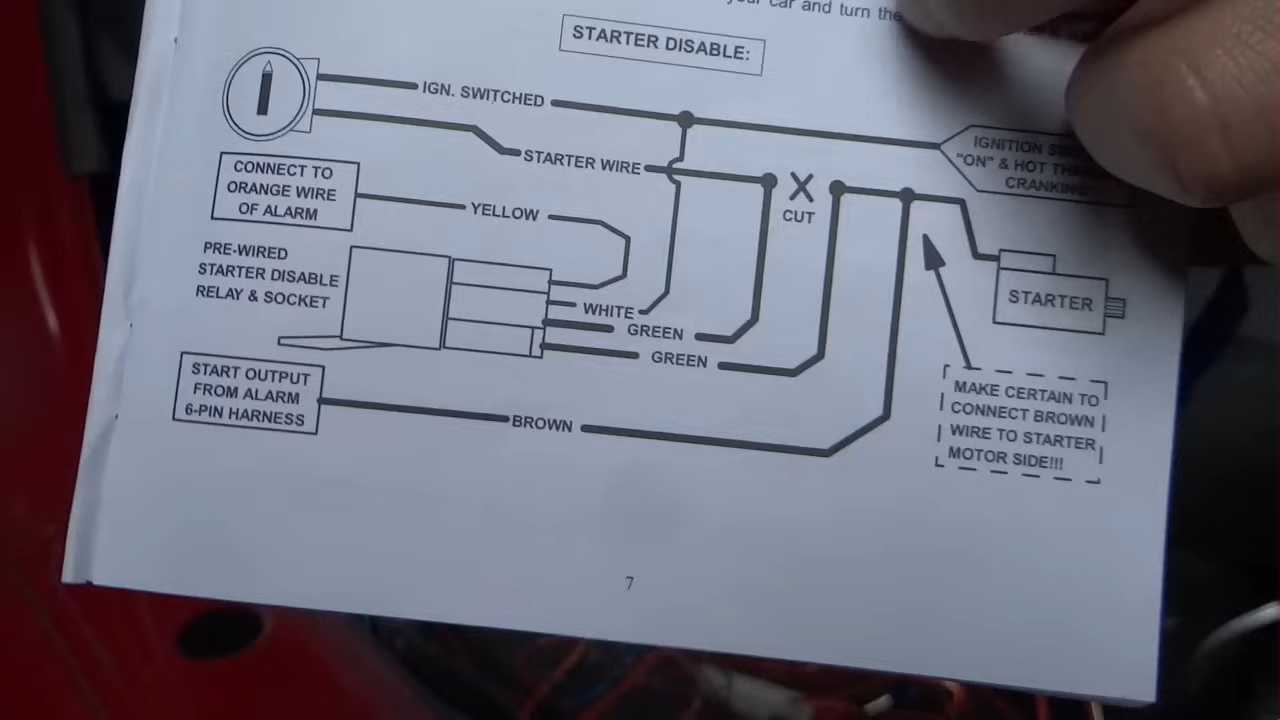 your car and turn the
STARTER DISABLE:
IGN. SWITCHED
STARTER WIRE
IGNITION
"ON" & HOT
CRANKING
CONNECT TO
ORANGE WIRE
OF ALARM
YELLOW
X
CUT
PRE-WIRED
STARTER DISABLE
RELAY & SOCKET
WHITE
GREEN
GREEN
STARTER
START OUTPUT
FROM ALARM
6-PIN HARNESS
BROWN
MAKE CERTAIN TO
CONNECT BROWN
WIRE TO STARTER
MOTOR SIDE!!!
7